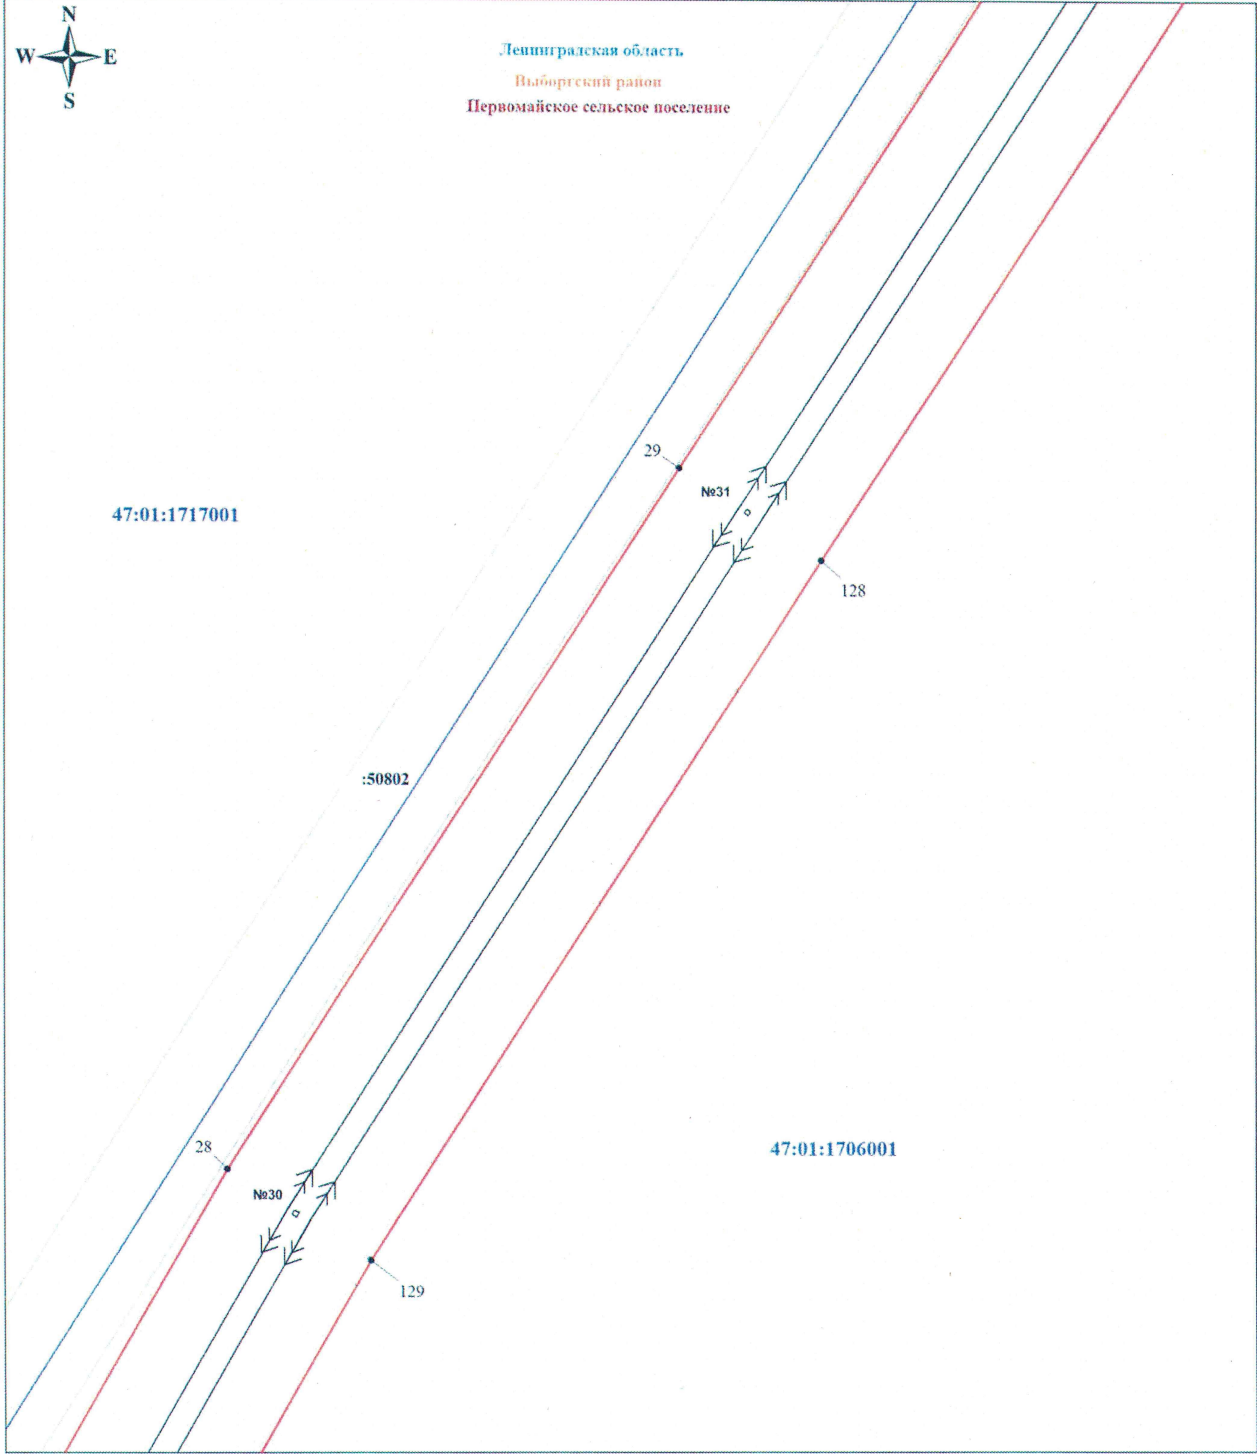 N
W E
S
Ленинградская область
Выборгский район
Первомайское сельское поселение
29
№31
47:01:1717001
128
:50802
28
47:01:1706001
№30
129